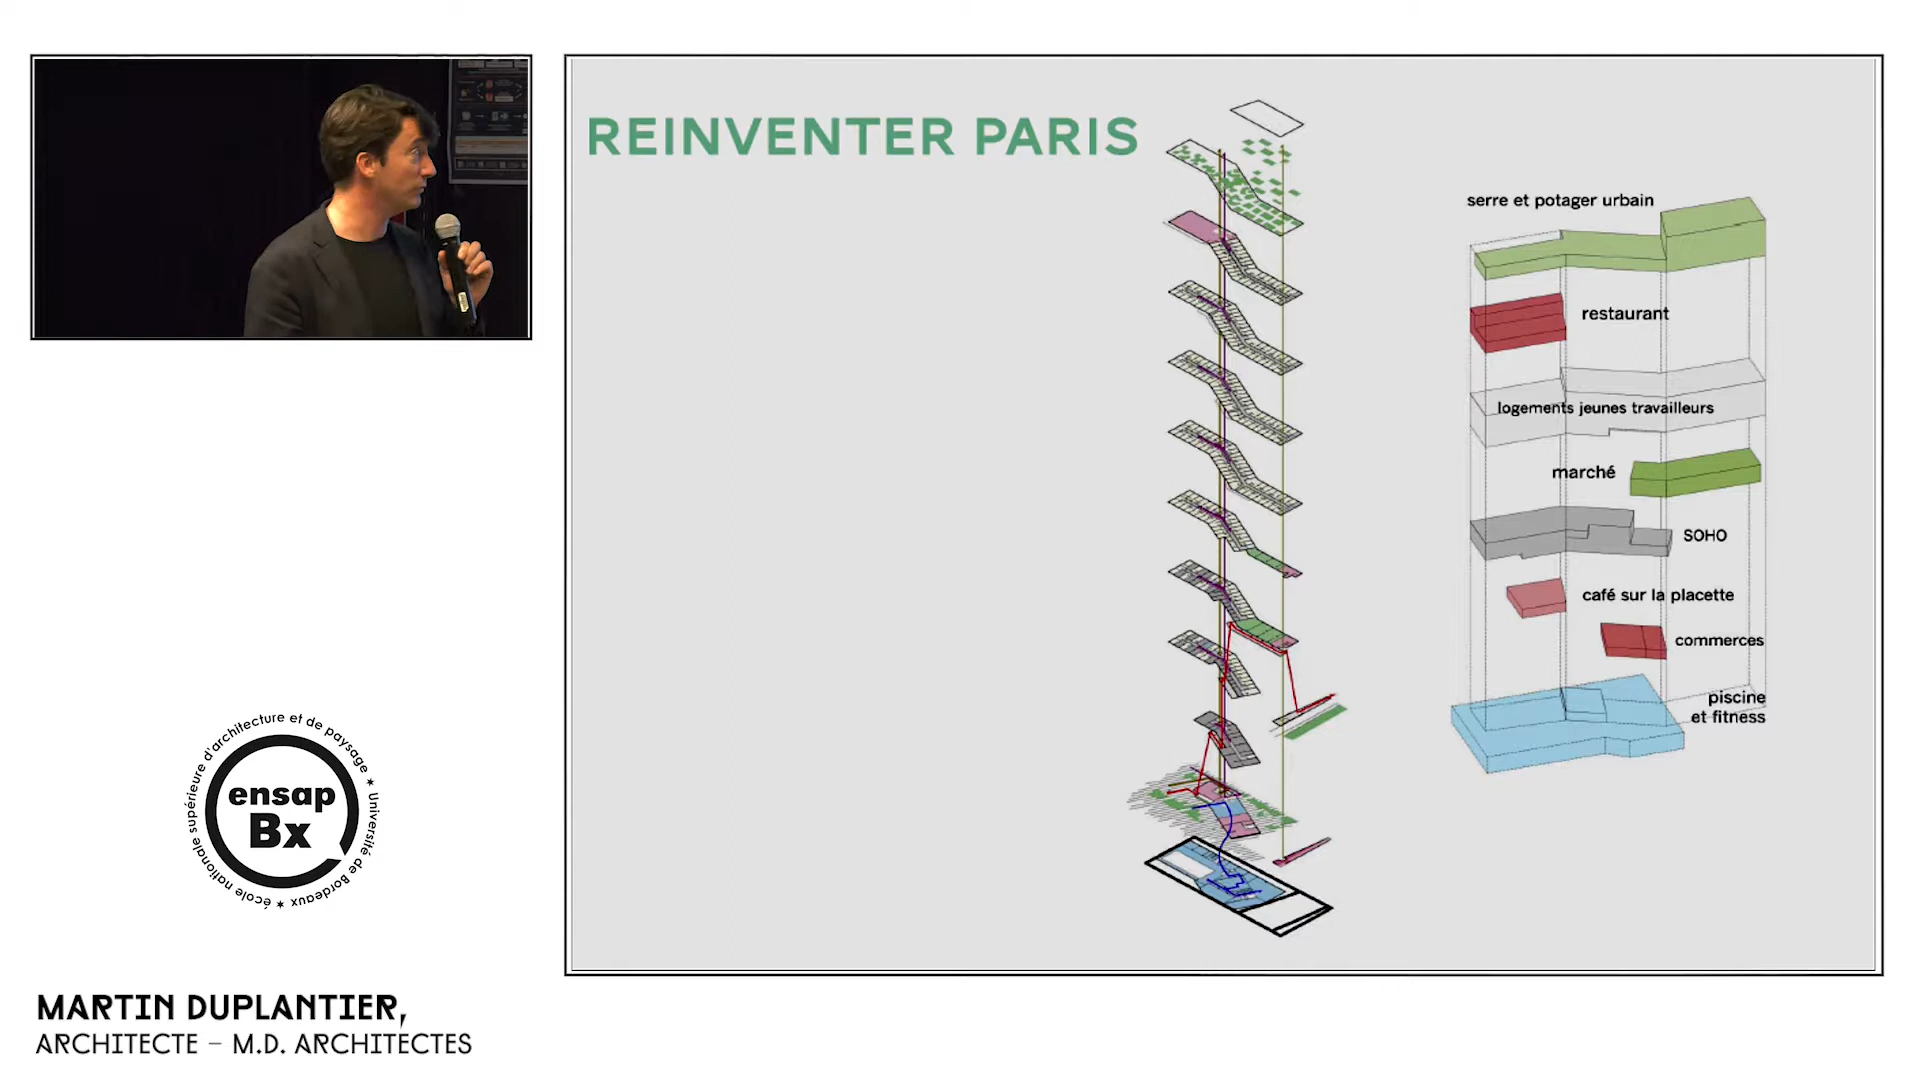 REINVENTER PARIS
serre et potager urbain
restaurant
logements jeunes travailleurs
marché
SOHO
café sur la placette
commerces
piscine
et fitness
ensap
Bx
école nationale supérieure d'architecture et de paysage ★ Université de Bordeaux ★
MARTIN DUPLANTIER,
ARCHITECTE – M.D. ARCHITECTES